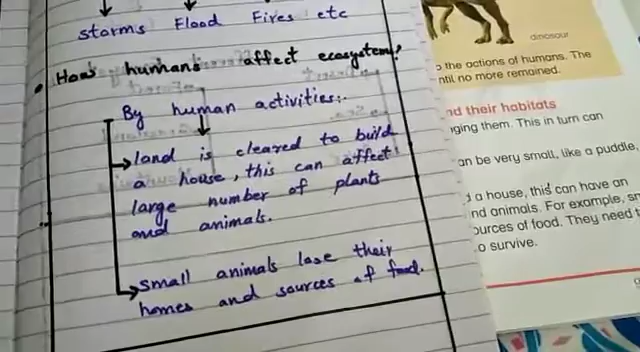 storms Flood Fires etc
How humans affect ecosystem?
By human activities:-
land is cleared to build
a house, this can affect
large number of plants
and animals.
small animals lose their
homes and sources of food.
dinosaur
the actions of humans. The
ntil no more remained.
nd their habitats
nging them. This in turn can
an be very small, like a puddle,
a house, this can have an
nd animals. For example, sm
ources of food. They need
o survive.